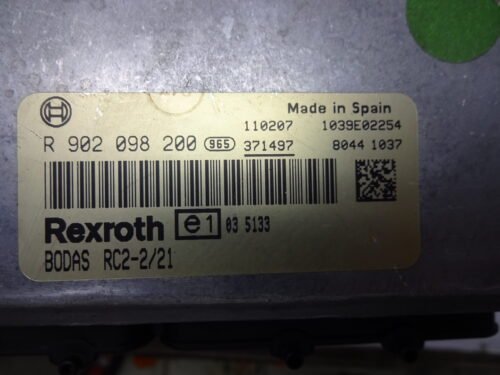 Made in Spain
110207 1039E02254
R 902 098 200 965 371497 8044 1037
Rexroth e1 03 5133
BODAS RC2-2/21